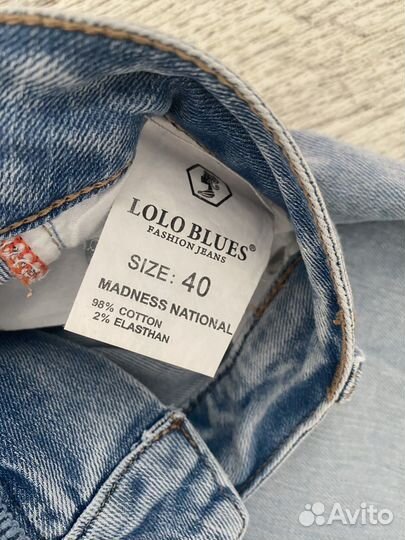 LOLO BLUES®
FASHION JEANS
SIZE: 40
MADNESS NATIONAL
98% COTTON
2% ELASTHAN
Avito